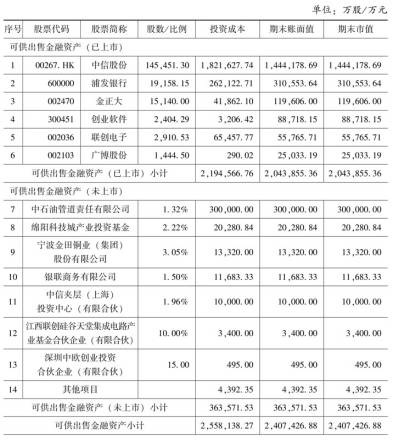 单位：万股/万元
序号 股票代码 股票简称 股数/比例 投资成本 期末账面值 期末市值
可供出售金融资产（已上市）
1 00267.HK 中信股份 145,451.30 1,821,627.74 1,444,178.69 1,444,178.69
2 600000 浦发银行 19,158.15 262,122.71 310,553.64 310,553.64
3 002470 金正大 15,140.00 41,862.10 119,606.00 119,606.00
4 300451 创业软件 2,404.29 3,206.42 88,718.15 88,718.15
5 002036 联创电子 2,910.53 65,457.77 55,765.71 55,765.71
6 002103 广博股份 1,444.50 290.02 25,033.19 25,033.19
可供出售金融资产（已上市）小计 2,194,566.76 2,043,855.36 2,043,855.36
可供出售金融资产（未上市）
7 中石油管道责任有限公司 1.32% 300,000.00 300,000.00 300,000.00
8 绵阳科技城产业投资基金 2.22% 20,280.84 20,280.84 20,280.84
9 宁波金田铜业（集团）
股份有限公司 3.05% 13,320.00 13,320.00 13,320.00
10 银联商务有限公司 1.50% 11,683.33 11,683.33 11,683.33
11 中信夹层（上海）
投资中心（有限合伙） 1.96% 10,000.00 10,000.00 10,000.00
12 江西联创硅谷天堂集成电路产
业基金合伙企业（有限合伙） 10.00% 3,400.00 3,400.00 3,400.00
13 深圳中欧创业投资
合伙企业（有限合伙） 15.00 495.00 495.00 495.00
14 其他项目 4,392.35 4,392.35 4,392.35
可供出售金融资产（未上市）小计 363,571.53 363,571.53 363,571.53
可供出售金融资产小计 2,558,138.27 2,407,426.88 2,407,426.88